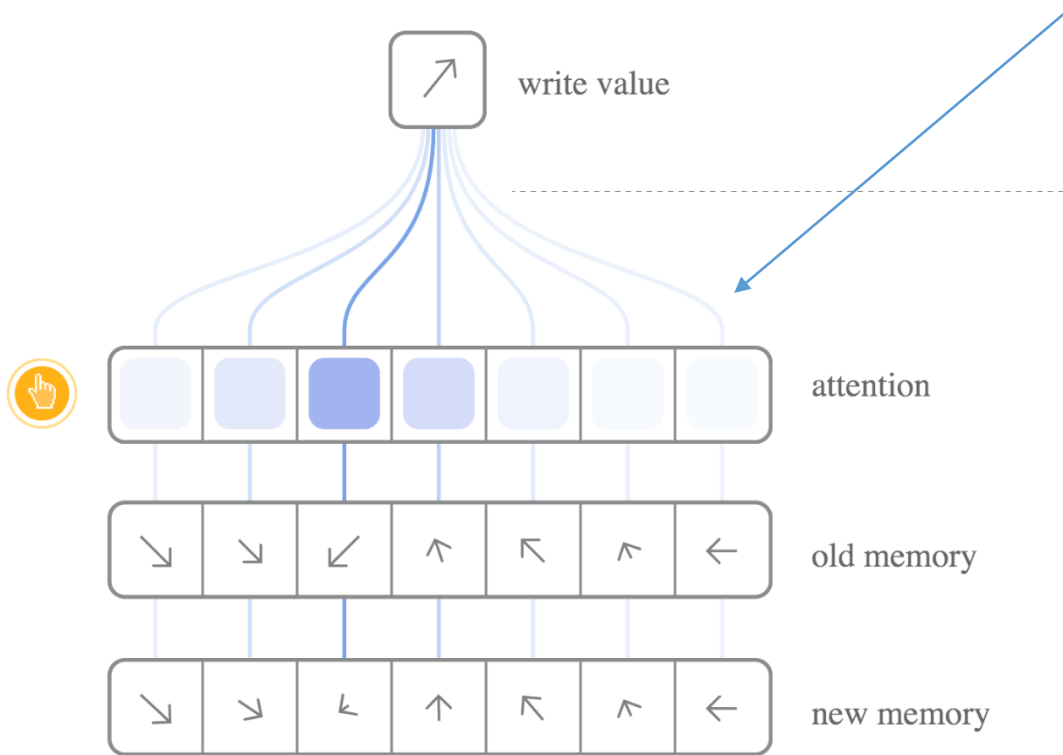 write value
attention
old memory
new memory